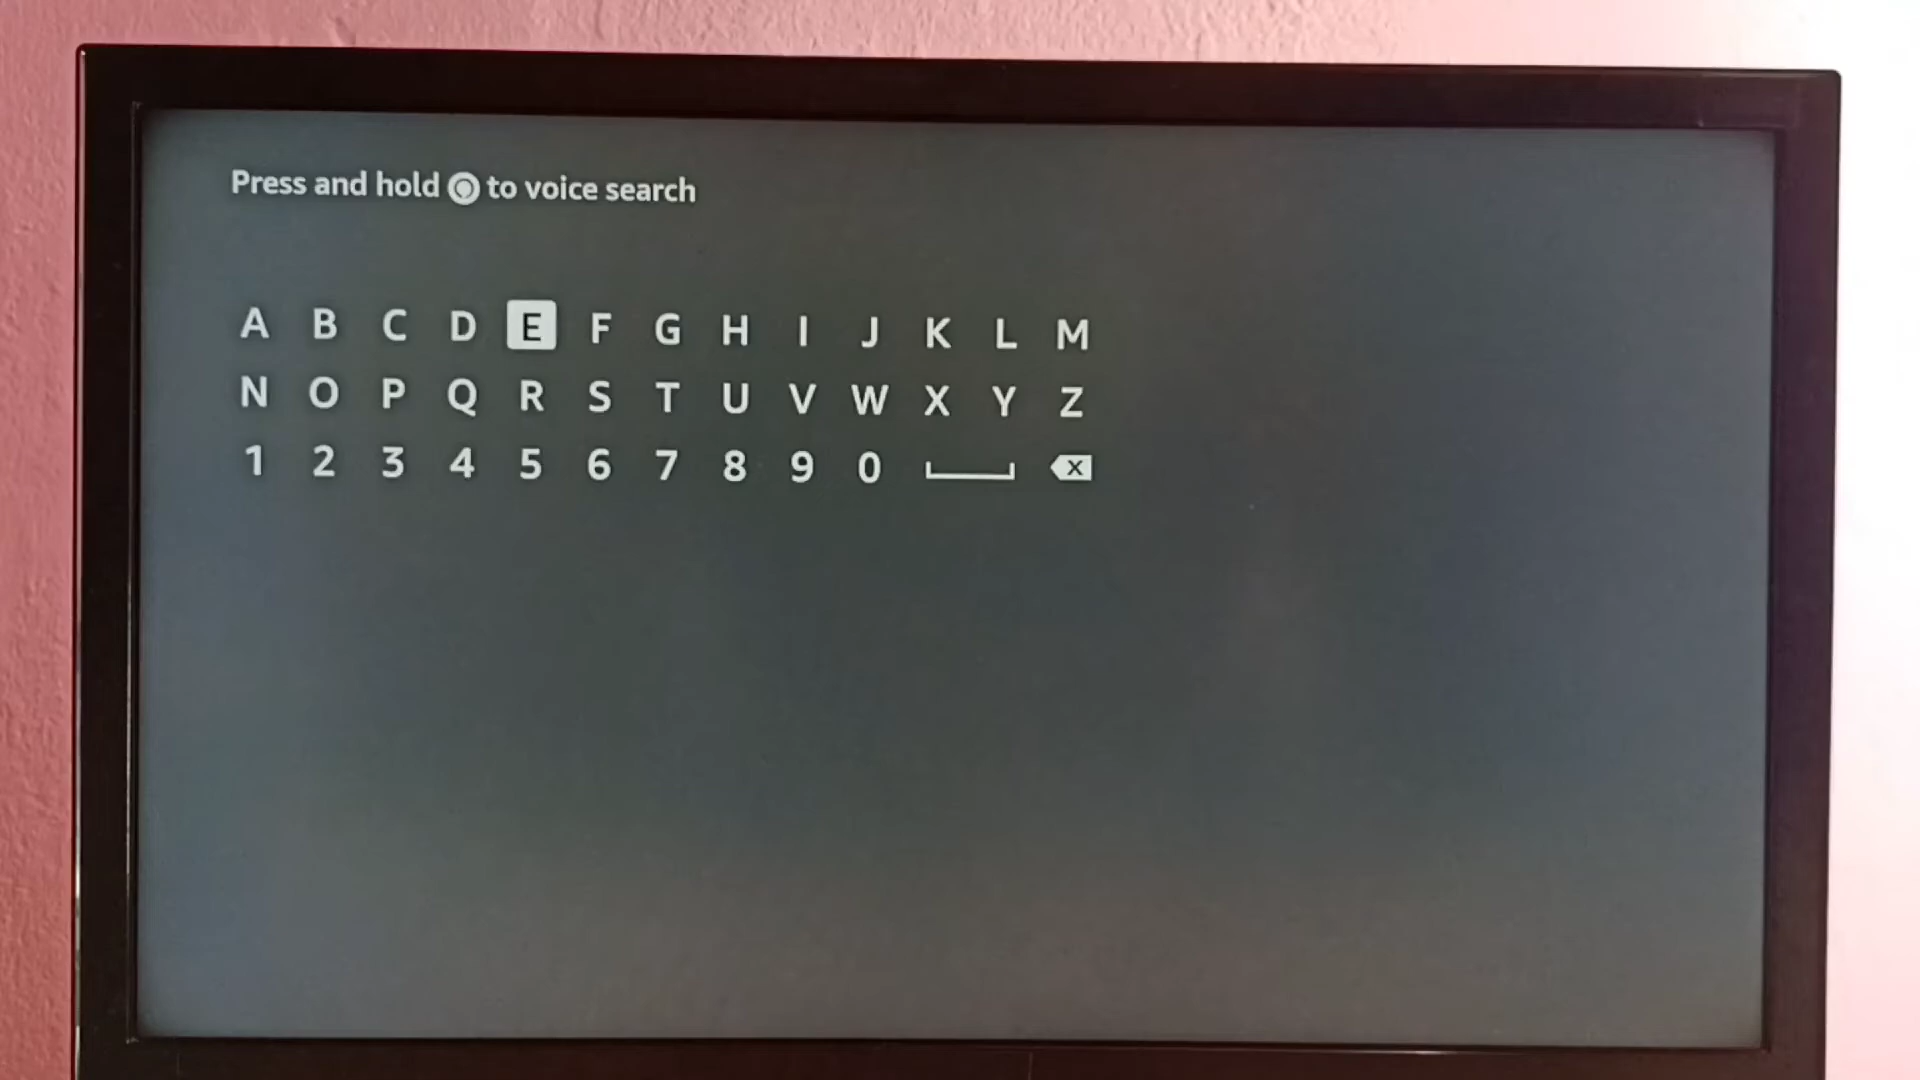 Press and hold to voice search
A B C D E F G H I J K L M
N O P Q R S T U V W X Y Z
1 2 3 4 5 6 7 8 9 0